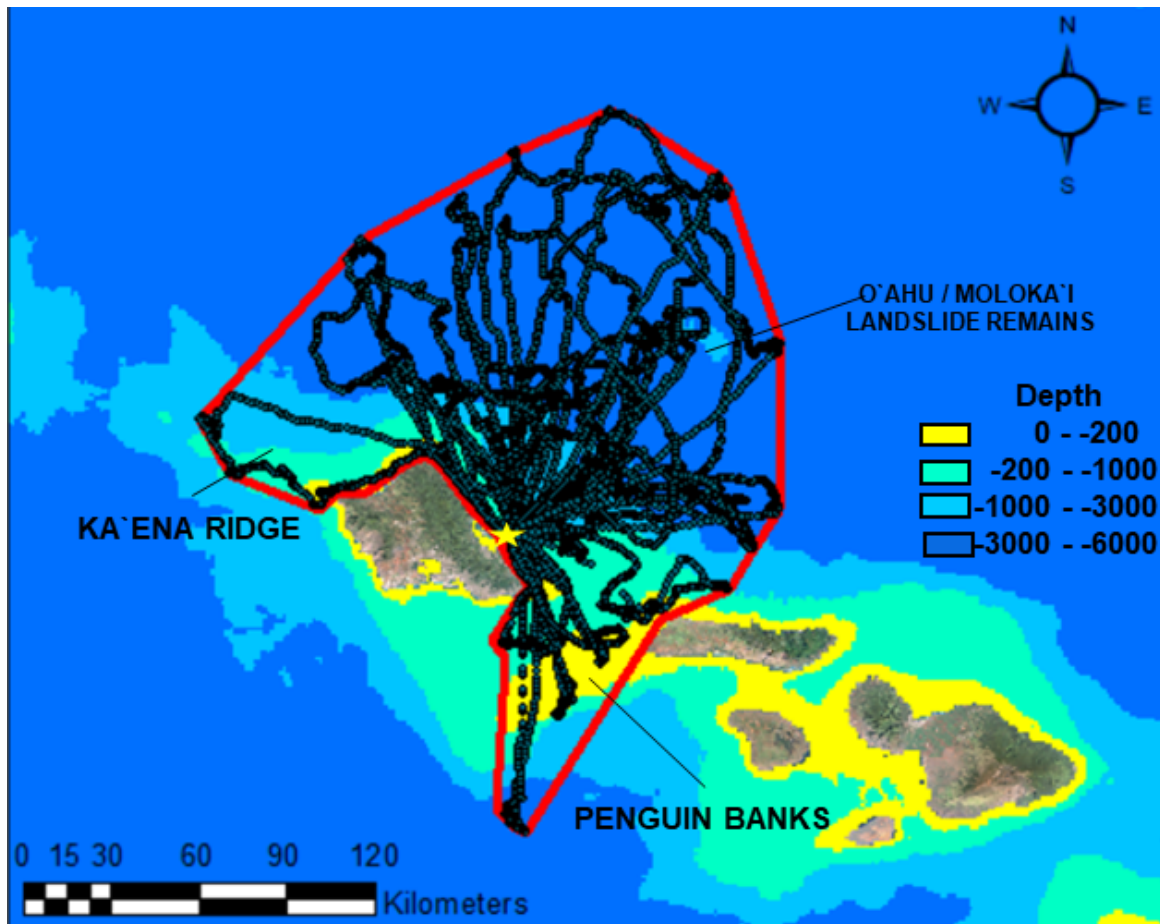 N
W E
S
O`AHU / MOLOKA`I
LANDSLIDE REMAINS
Depth
0 - -200
-200 - -1000
-1000 - -3000
-3000 - -6000
KA`ENA RIDGE
PENGUIN BANKS
0 15 30 60 90 120
Kilometers